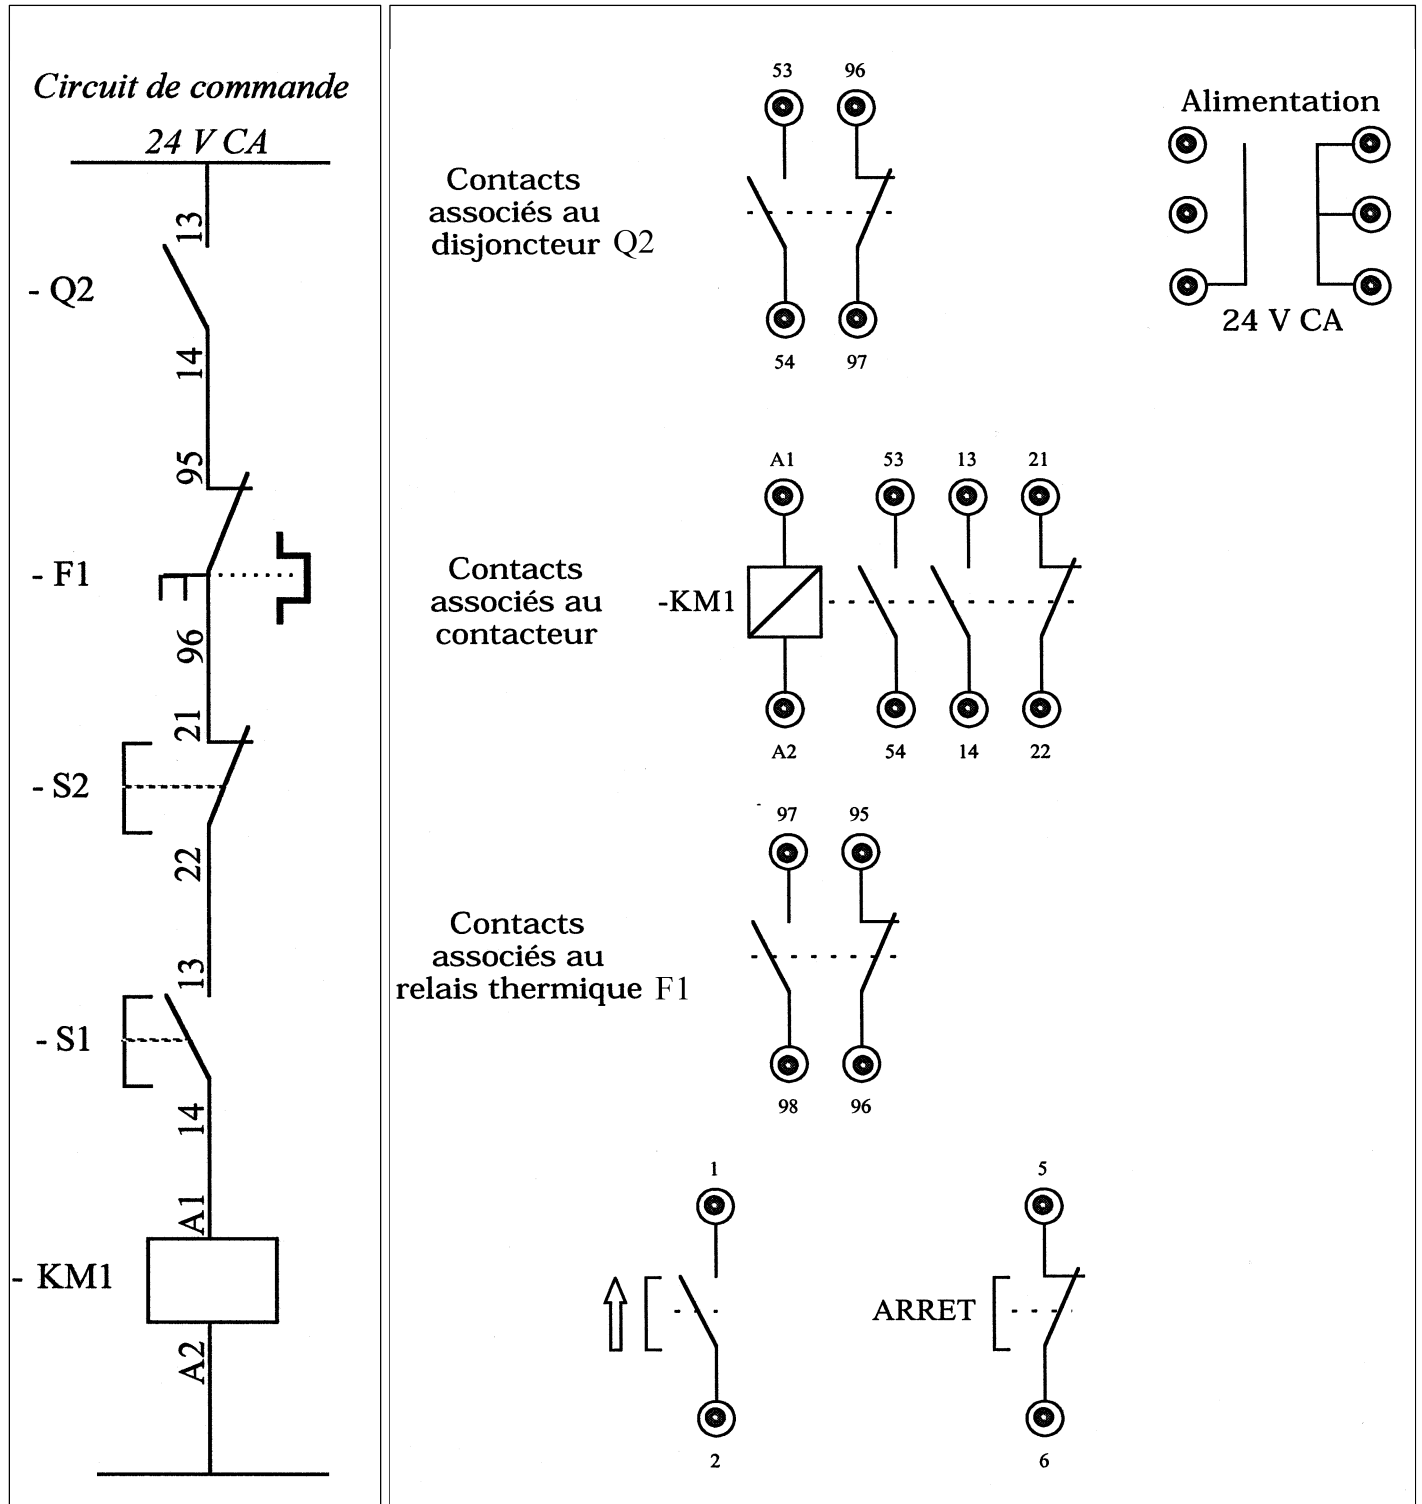 Circuit de commande
24 V CA
13
- Q2
14
95
- F1
96
21
- S2
22
13
- S1
14
A1
- KM1
A2
53 96
Contacts
associés au
disjoncteur Q2
54 97
Alimentation
24 V CA
A1 53 13 21
Contacts
associés au
contacteur
-KM1
A2 54 14 22
97 95
Contacts
associés au
relais thermique F1
98 96
1 5
ARRET
2 6